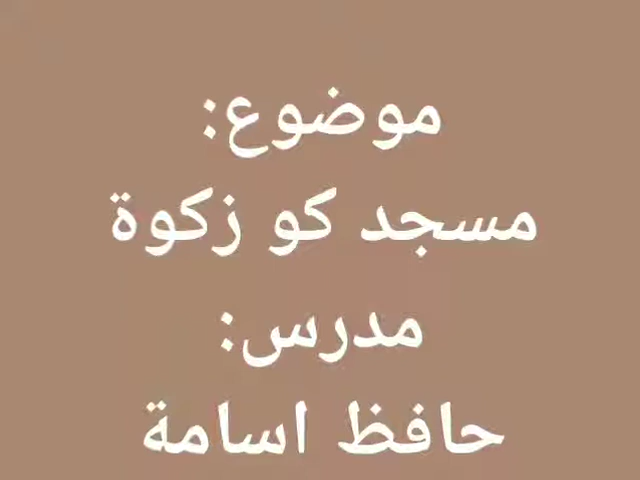 موضوع:
مسجد کو زکوة
مدرس:
حافظ اسامة